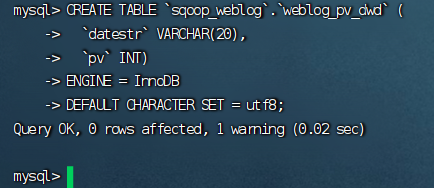 mysql> CREATE TABLE `sqoop_weblog`.`weblog_pv_dwd` (
    ->   `datestr` VARCHAR(20),
    ->   `pv` INT)
    -> ENGINE = InnoDB
    -> DEFAULT CHARACTER SET = utf8;
Query OK, 0 rows affected, 1 warning (0.02 sec)
mysql>